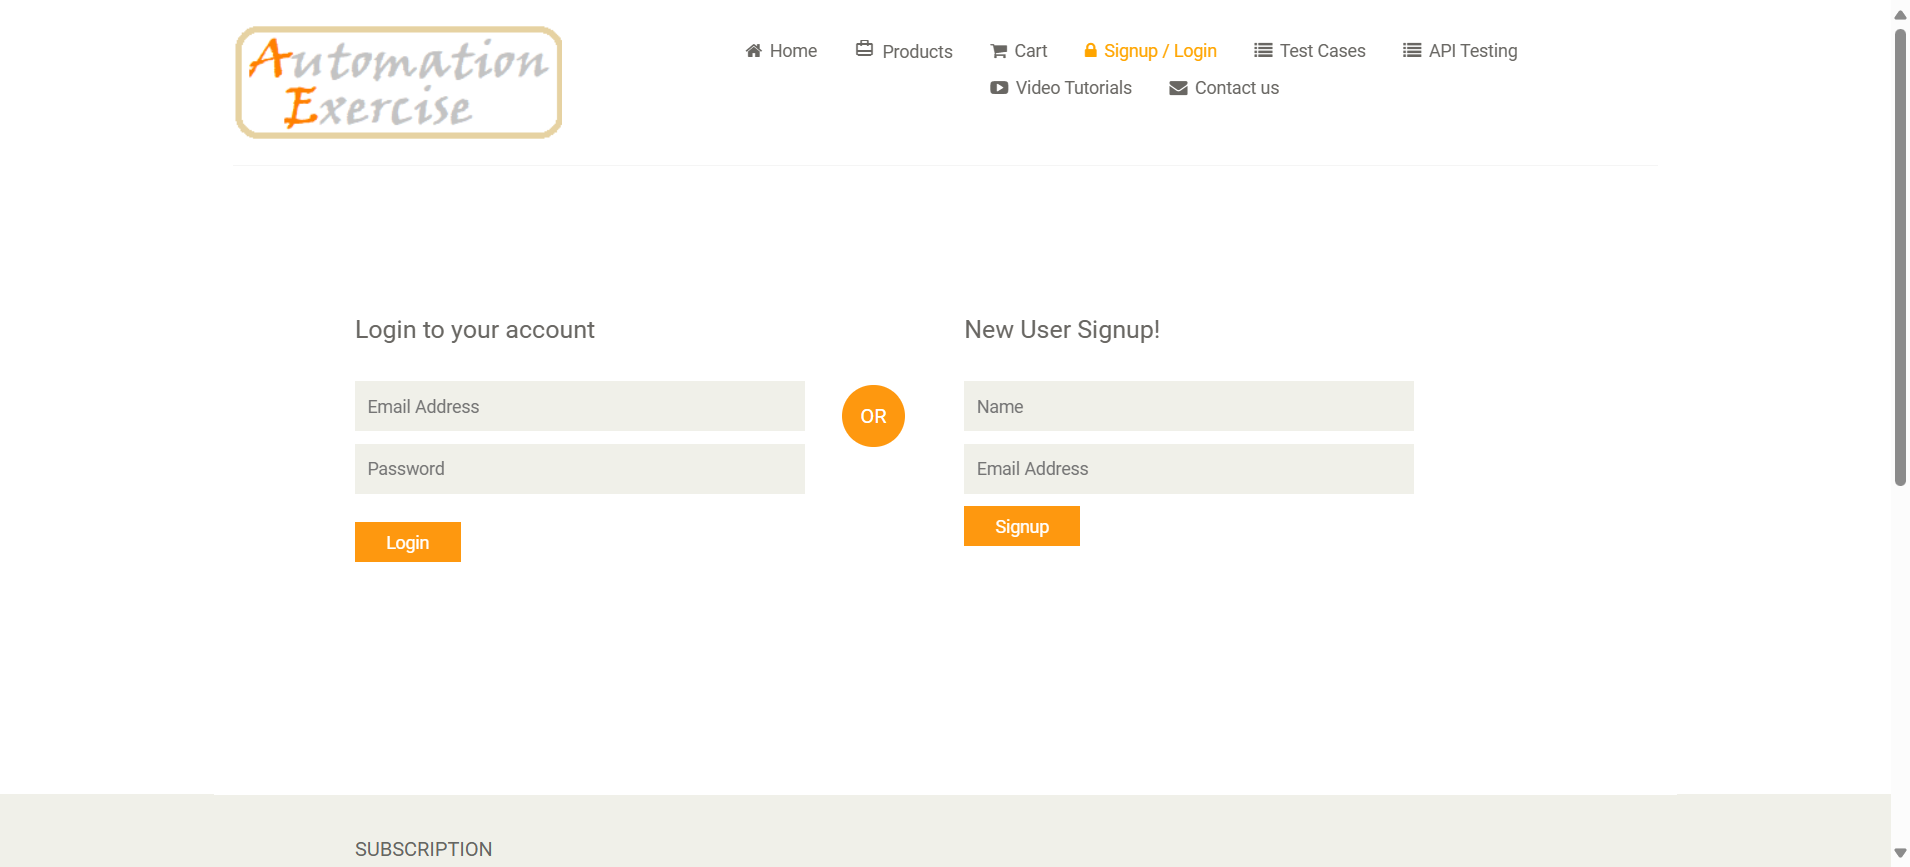 Automation
Exercise
Home Products Cart Signup / Login Test Cases API Testing
Video Tutorials Contact us
Login to your account
Email Address
Password
Login
OR
New User Signup!
Name
Email Address
Signup
SUBSCRIPTION